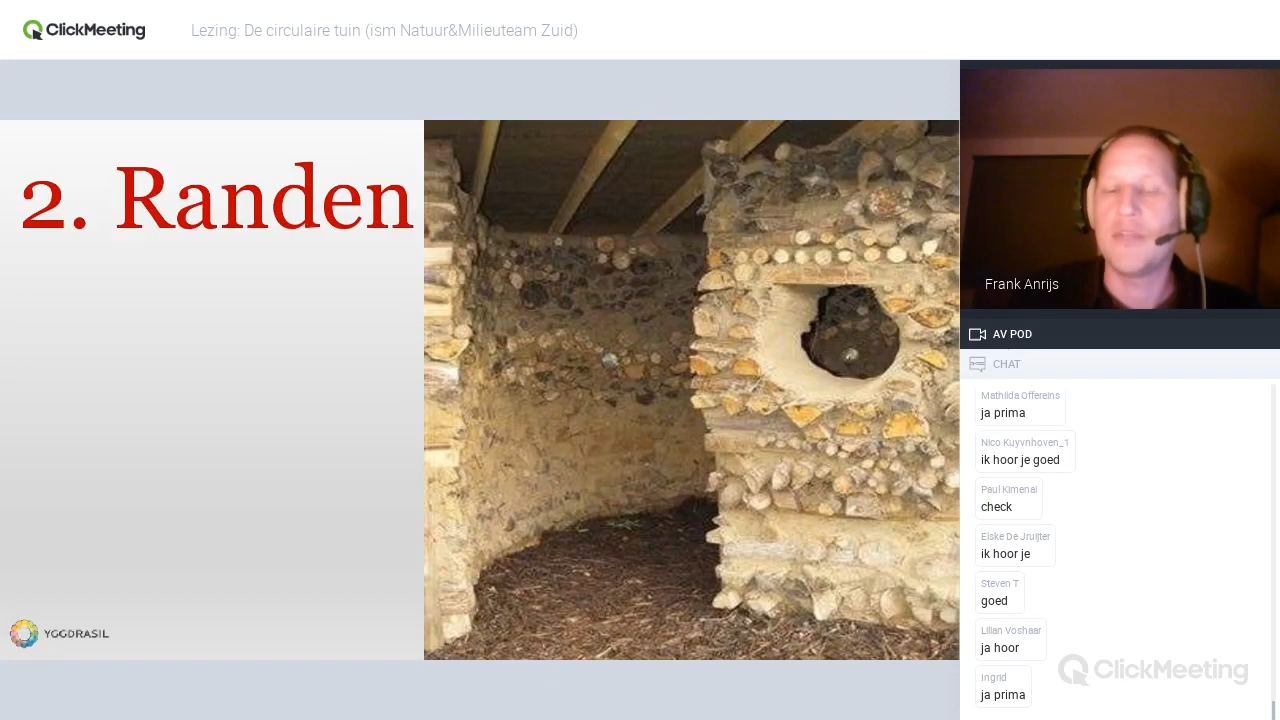 ClickMeeting
Lezing: De circulaire tuin (ism Natuur&Milieuteam Zuid)
2. Randen
YGGDRASIL
Frank Anrijs
AV POD
CHAT
Mathilda Offereins
ja prima
Nico Kuyvnhoven_1
ik hoor je goed
Paul Kimenai
check
Elske De Jruijter
ik hoor je
Steven T
goed
Lilian Voshaar
ja hoor
Ingrid
ja prima
ClickMeeting